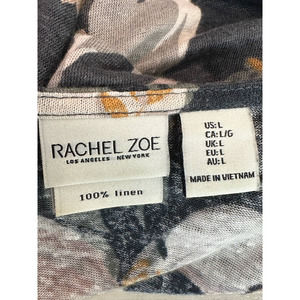 RACHEL ZOE
LOS ANGELES NEW YORK
100% linen
US:L
CA:L/G
UK:L
EU:L
AU:L
MADE IN VIETNAM